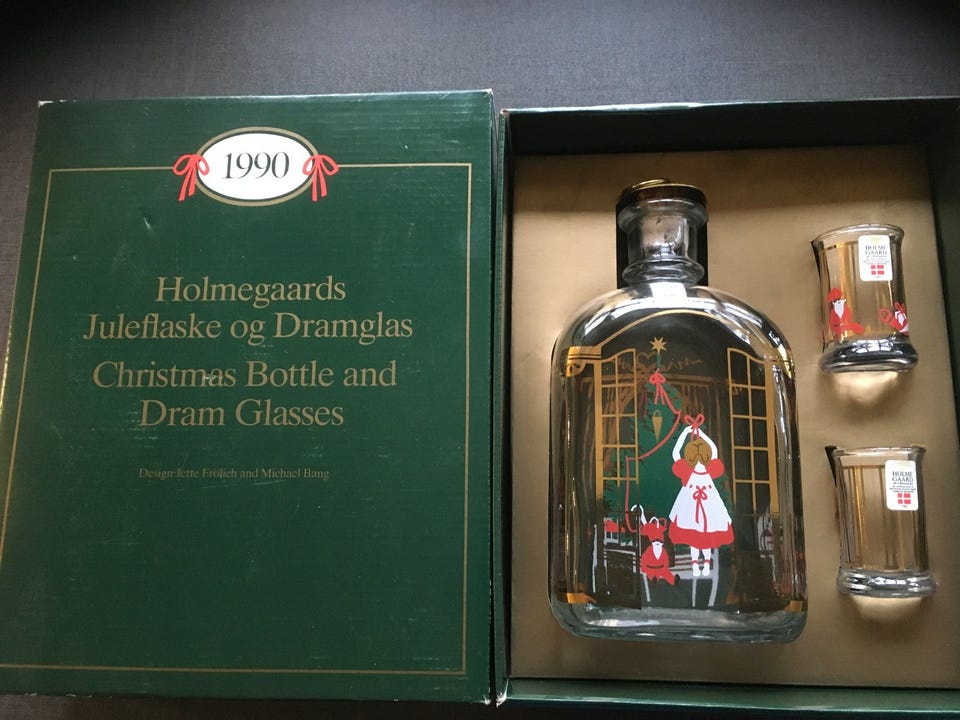 1990
Holmegaards
Juleflaske og Dramglas
Christmas Bottle and
Dram Glasses
Design Jette Frölich and Michael Bang
HOLME
GAARD
HOLME
GAARD